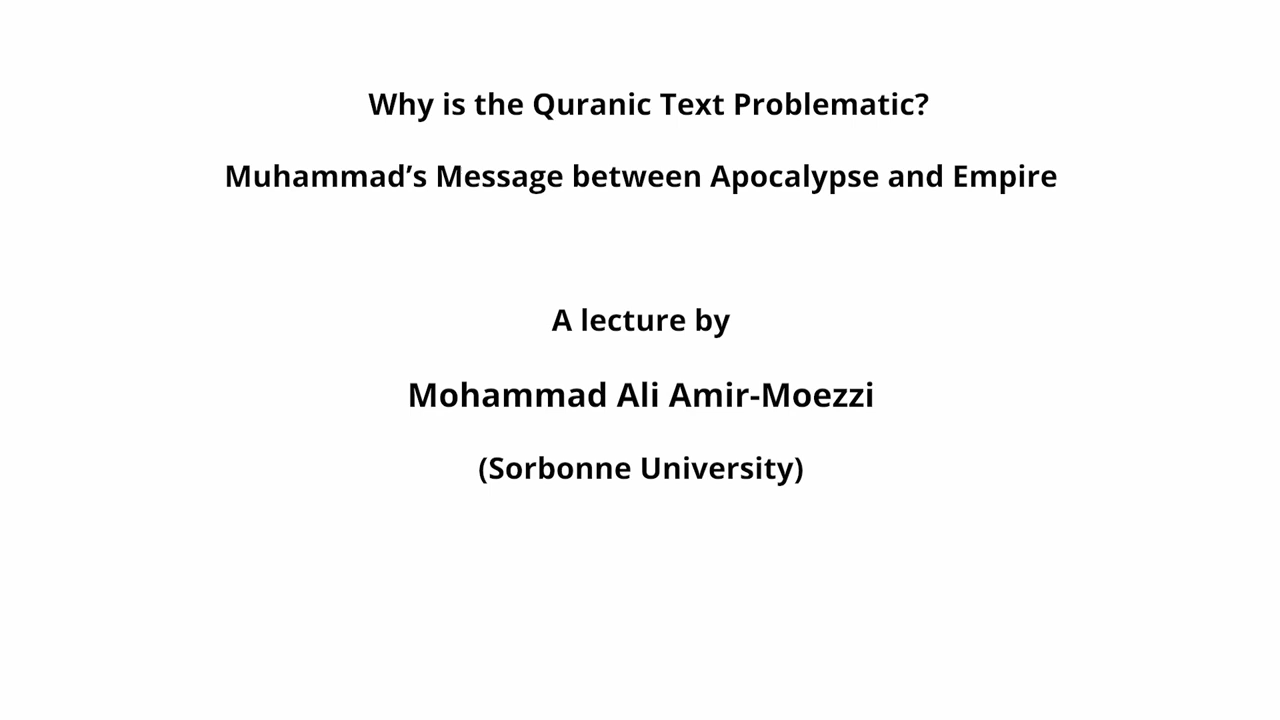 Why is the Quranic Text Problematic?
Muhammad’s Message between Apocalypse and Empire
A lecture by
Mohammad Ali Amir-Moezzi
(Sorbonne University)